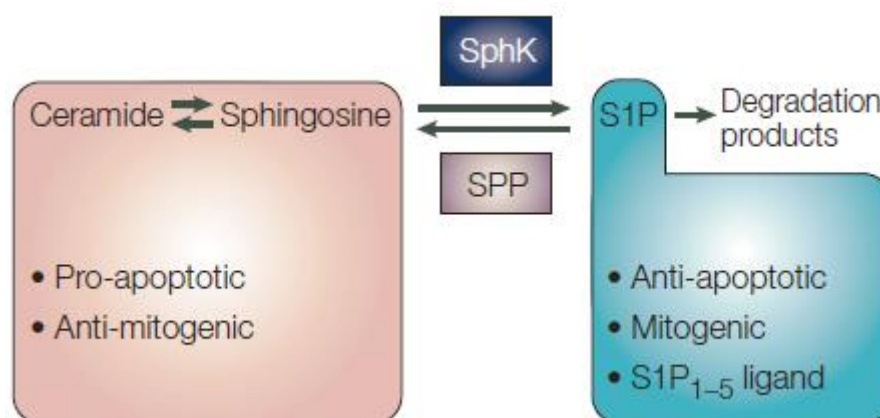 SphK
Ceramide Sphingosine
S1P
Degradation
products
SPP
• Pro-apoptotic
• Anti-mitogenic
• Anti-apoptotic
• Mitogenic
• S1P1–5 ligand